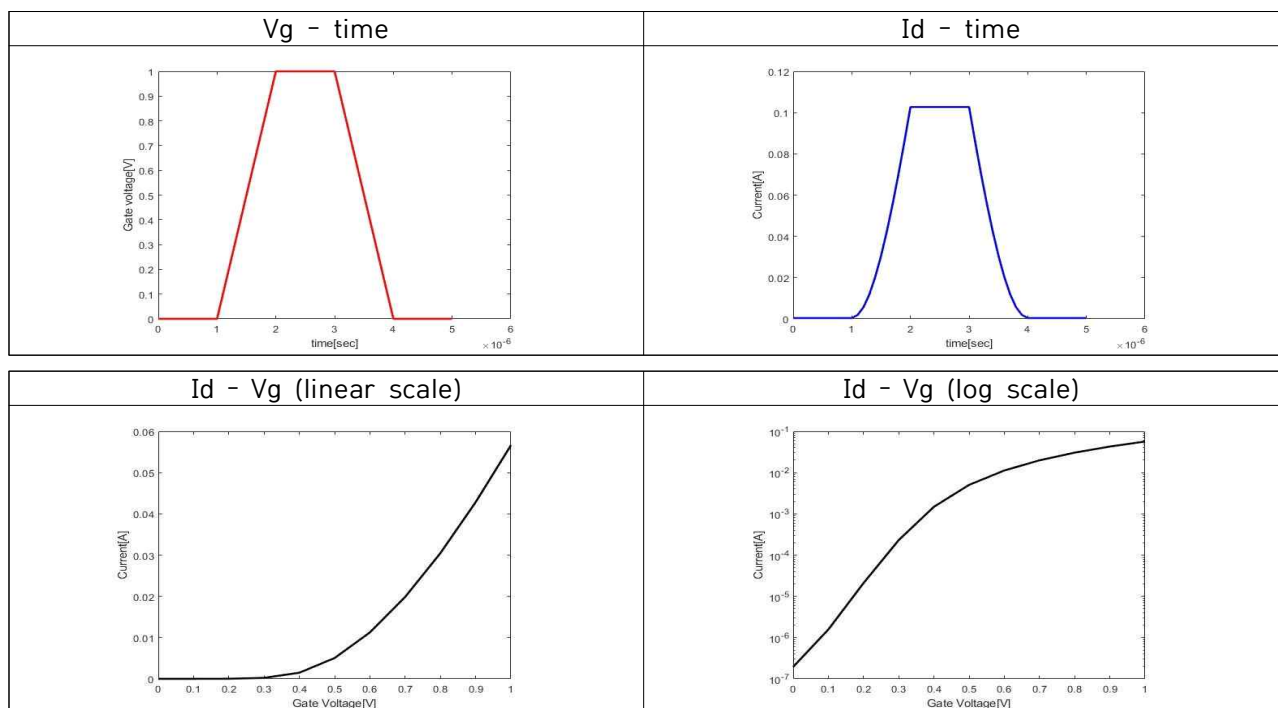 Vg - time
Id - time
1
0.9
0.8
0.7
0.6
0.5
0.4
0.3
0.2
0.1
0
Gate voltage[V]
0 1 2 3 4 5 6
time[sec]
×10-6
0.12
0.1
0.08
0.06
0.04
0.02
0
Current[A]
0 1 2 3 4 5 6
time[sec]
×10-6
Id - Vg (linear scale)
Id - Vg (log scale)
0.06
0.05
0.04
0.03
0.02
0.01
0
Current[A]
0 0.1 0.2 0.3 0.4 0.5 0.6 0.7 0.8 0.9 1
Gate Voltage[V]
10-1
10-2
10-3
10-4
10-5
10-6
10-7
Current[A]
0 0.1 0.2 0.3 0.4 0.5 0.6 0.7 0.8 0.9 1
Gate Voltage[V]